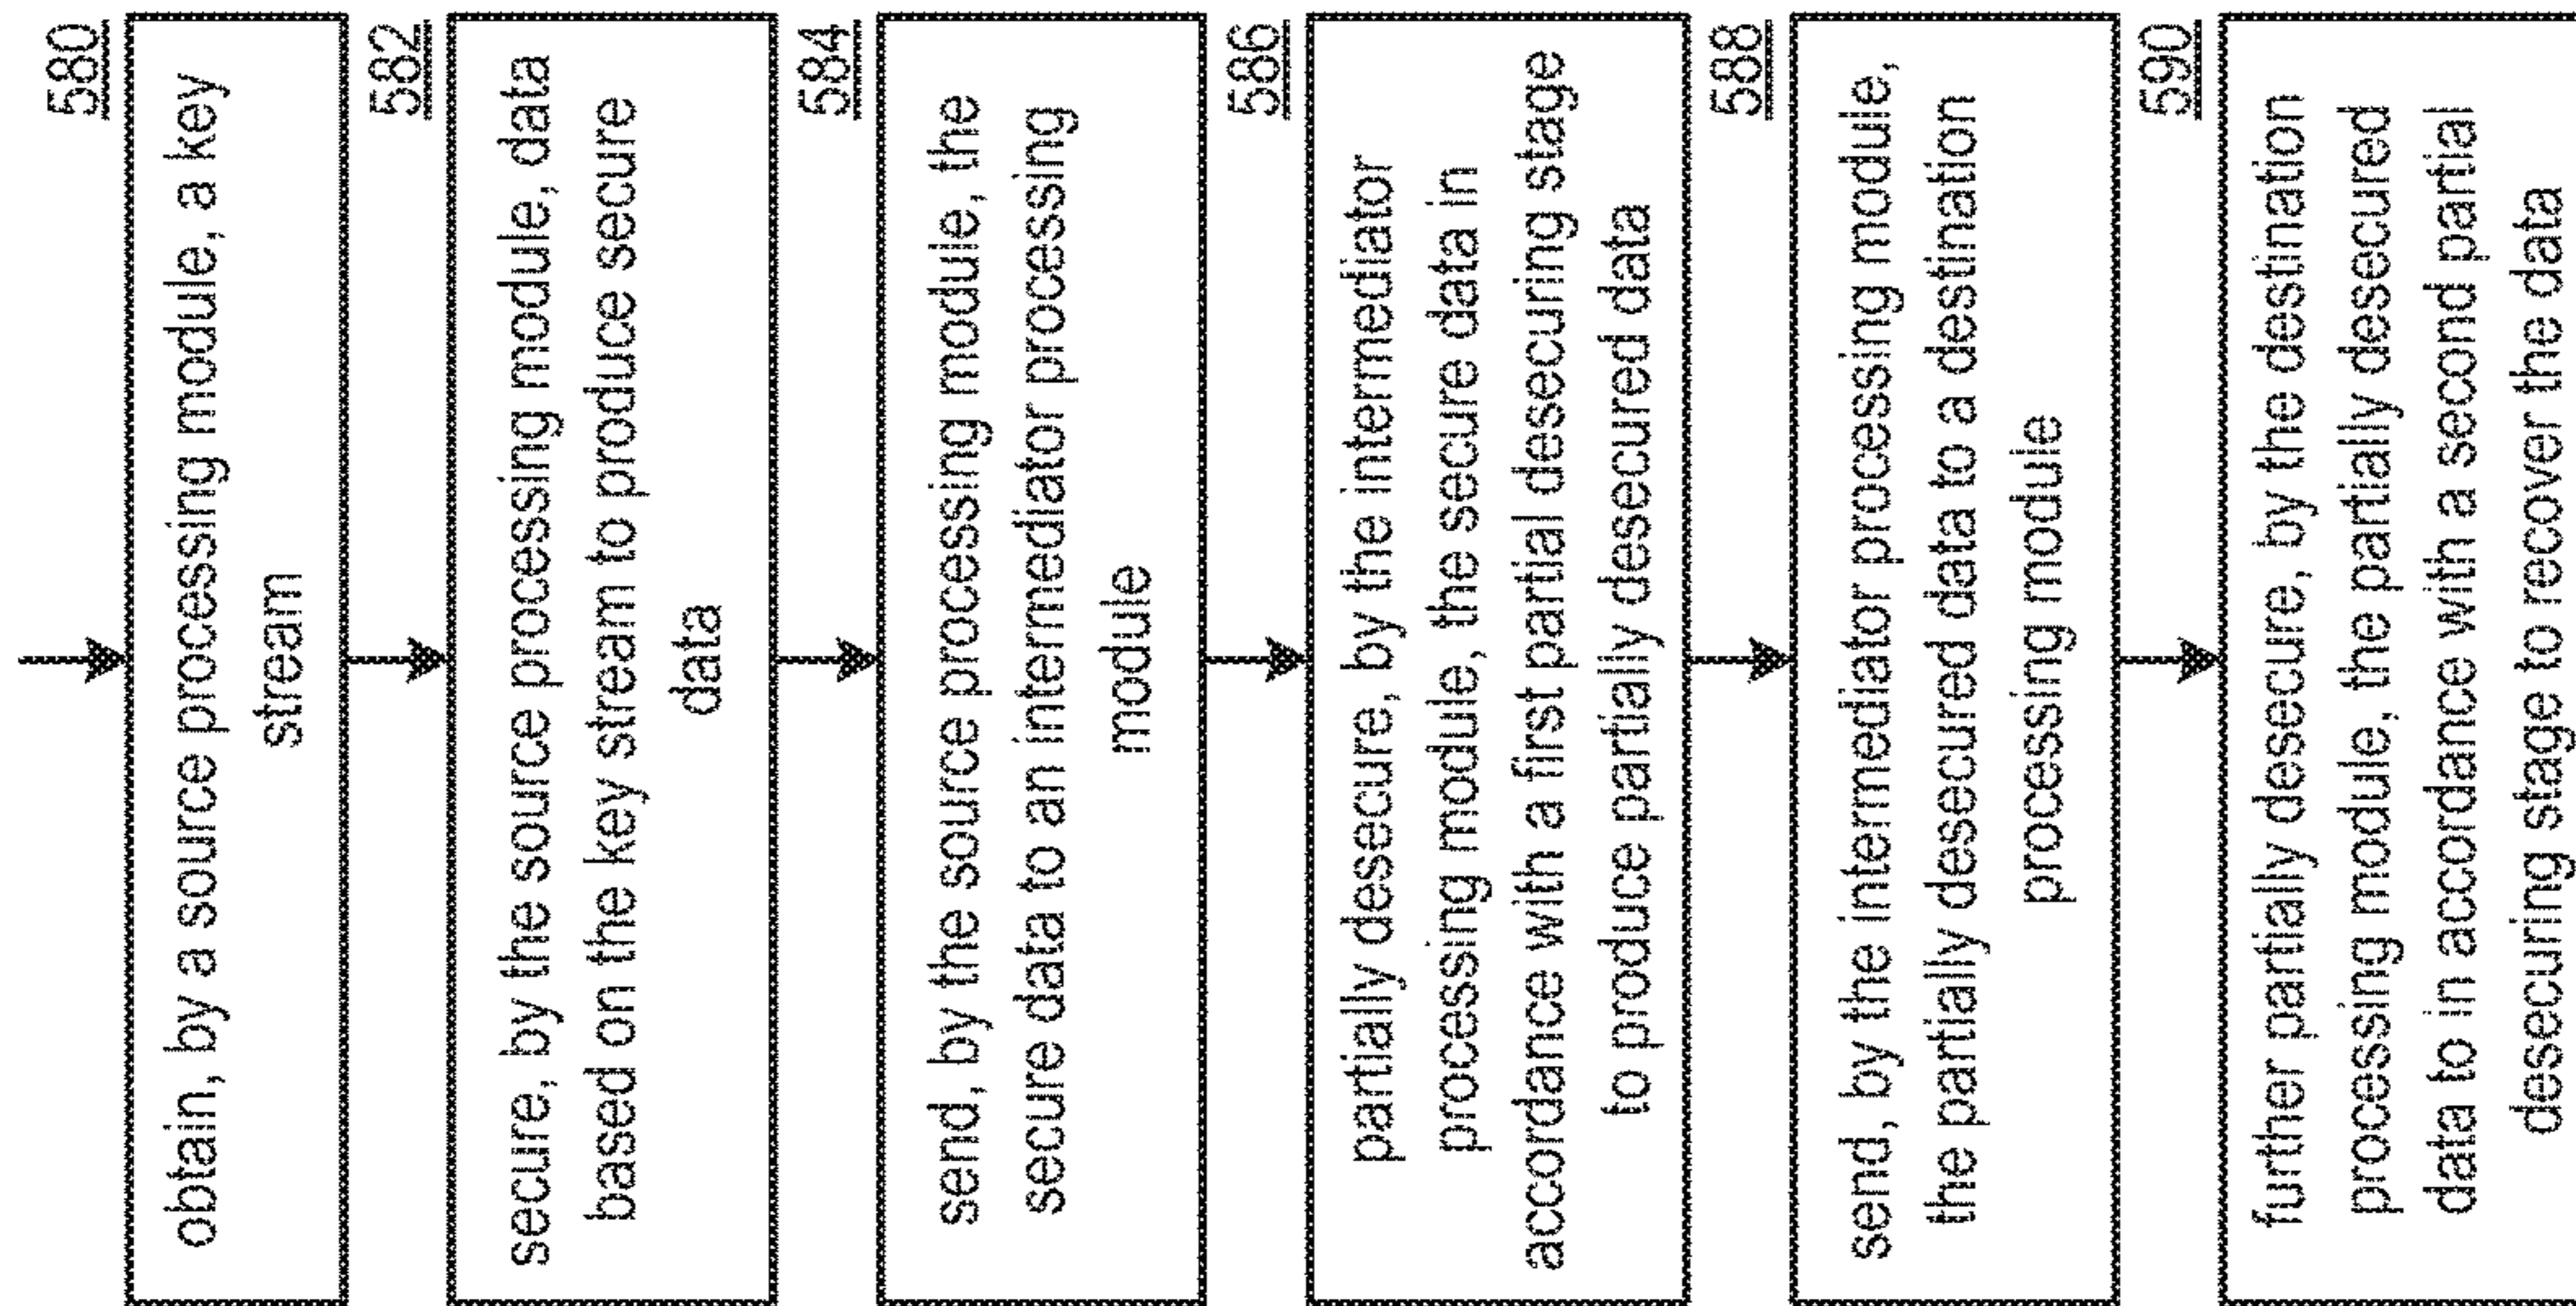 580
obtain, by a source processing module, a key
stream
582
secure, by the source processing module, data
based on the key stream to produce secure
data
584
send, by the source processing module, the
secure data to an intermediator processing
module
586
partially desecure, by the intermediator
processing module, the secure data in
accordance with a first partial desecuring stage
to produce partially desecured data
588
send, by the intermediator processing module,
the partially desecured data to a destination
processing module
590
further partially desecure, by the destination
processing module, the partially desecured
data to in accordance with a second partial
desecuring stage to recover the data